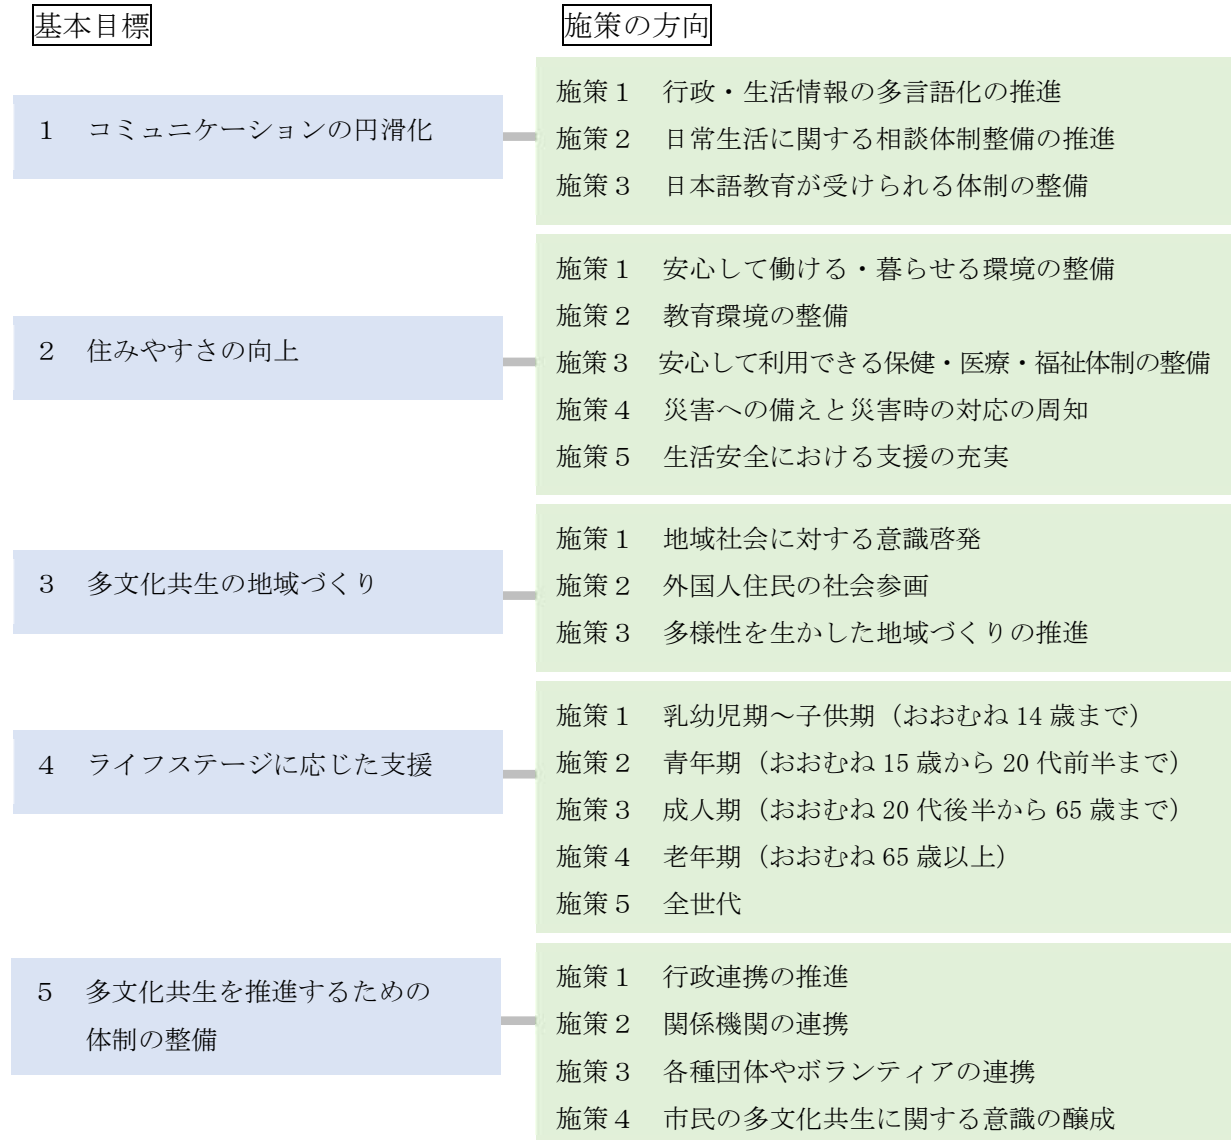 基本目標
施策の方向
１　コミュニケーションの円滑化
施策１　行政・生活情報の多言語化の推進
施策２　日常生活に関する相談体制整備の推進
施策３　日本語教育が受けられる体制の整備
２　住みやすさの向上
施策１　安心して働ける・暮らせる環境の整備
施策２　教育環境の整備
施策３　安心して利用できる保健・医療・福祉体制の整備
施策４　災害への備えと災害時の対応の周知
施策５　生活安全における支援の充実
３　多文化共生の地域づくり
施策１　地域社会に対する意識啓発
施策２　外国人住民の社会参画
施策３　多様性を生かした地域づくりの推進
４　ライフステージに応じた支援
施策１　乳幼児期～子供期（おおむね 14 歳まで）
施策２　青年期（おおむね 15 歳から 20 代前半まで）
施策３　成人期（おおむね 20 代後半から 65 歳まで）
施策４　老年期（おおむね 65 歳以上）
施策５　全世代
５　多文化共生を推進するための
体制の整備
施策１　行政連携の推進
施策２　関係機関の連携
施策３　各種団体やボランティアの連携
施策４　市民の多文化共生に関する意識の醸成